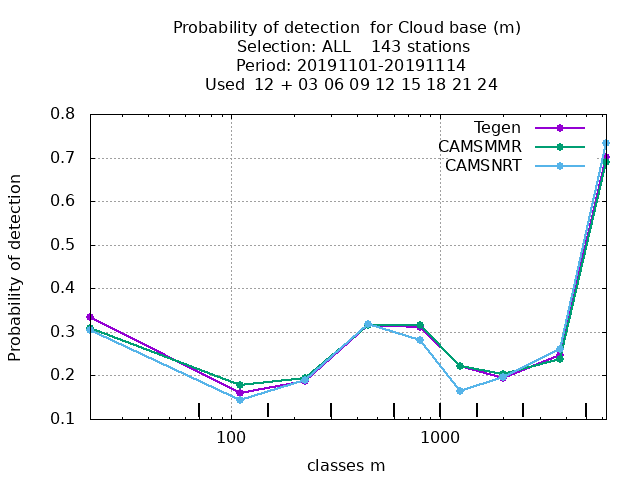 Probability of detection  for Cloud base (m)
Selection: ALL    143 stations
Period: 20191101-20191114
Used  12 + 03 06 09 12 15 18 21 24
Tegen
CAMSMMR
CAMSNRT
0.8
0.7
0.6
0.5
0.4
0.3
0.2
0.1
Probability of detection
100
1000
classes m